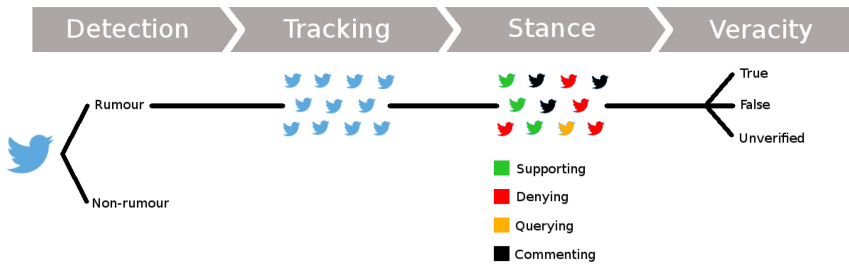 Detection
Tracking
Stance
Veracity
Rumour
Non-rumour
True
False
Unverified
Supporting
Denying
Querying
Commenting